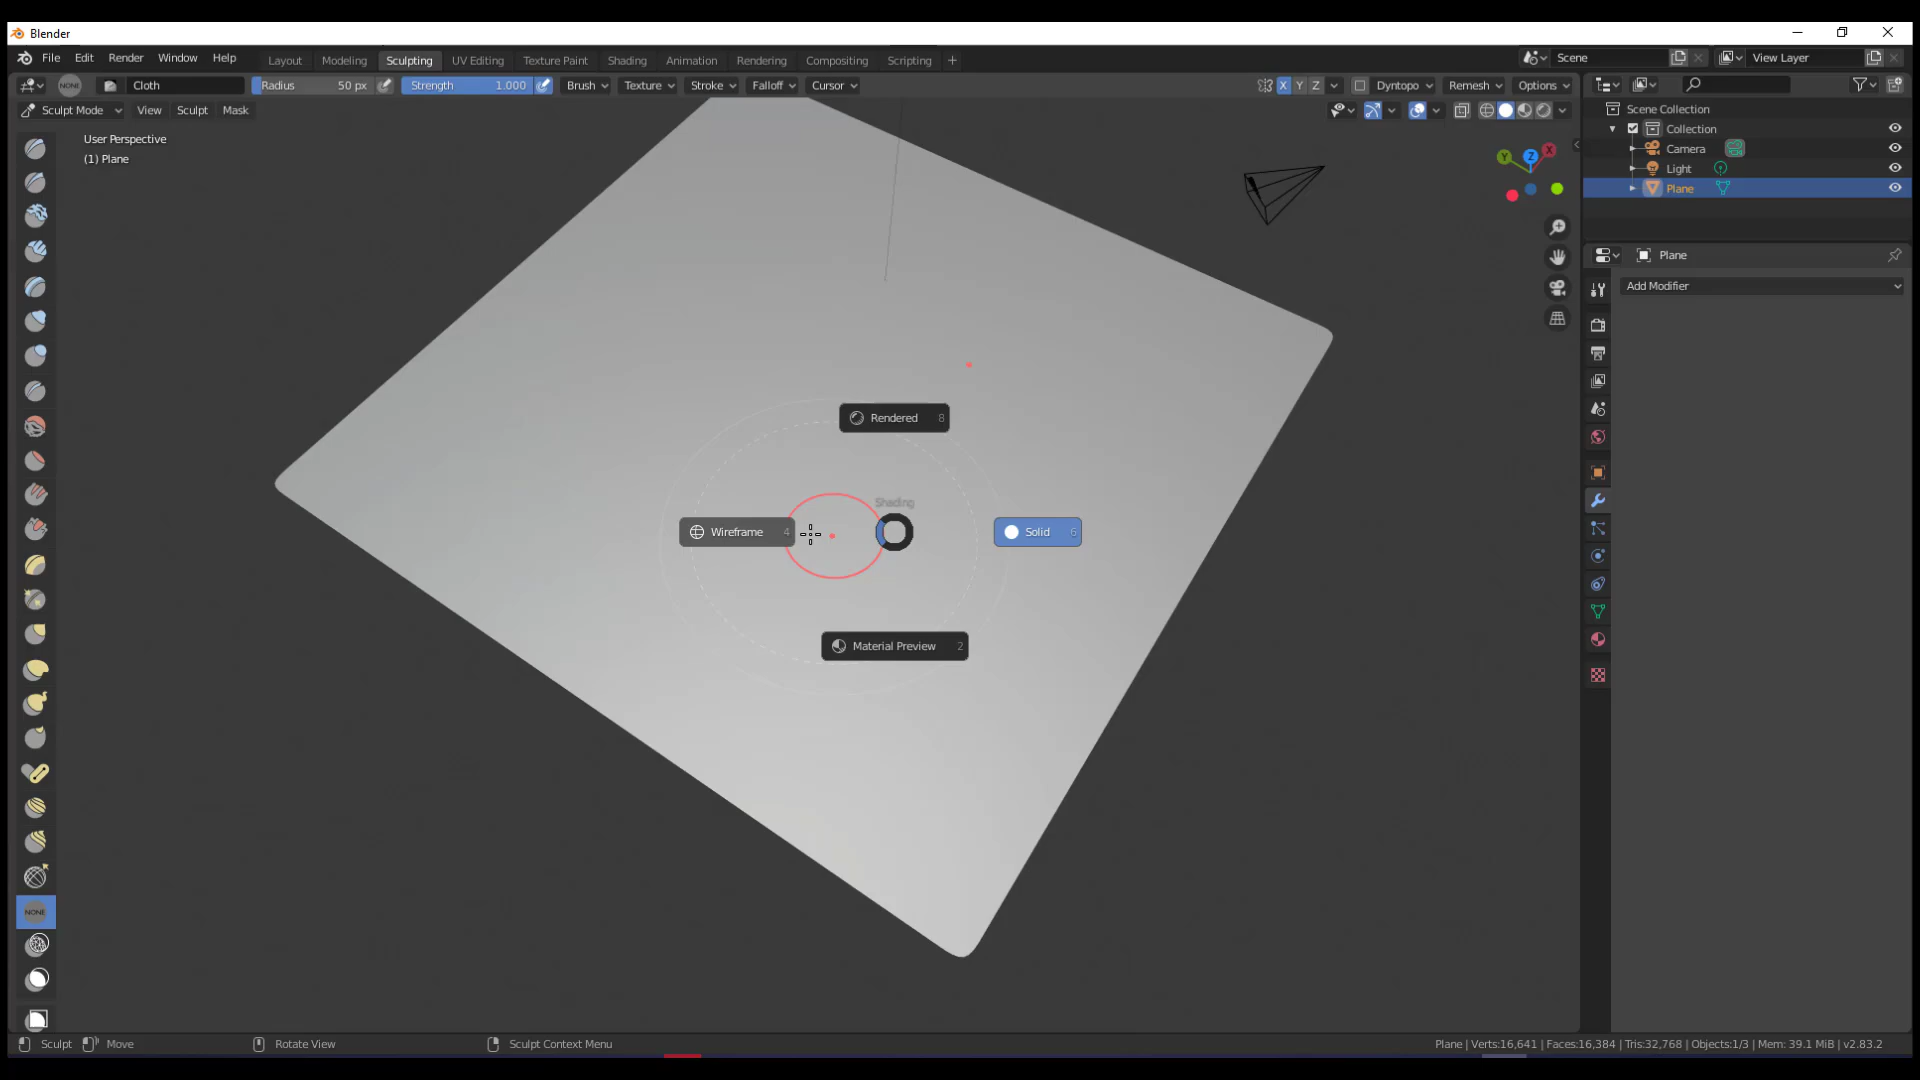 Blender
File Edit Render Window Help Layout Modeling Sculpting UV Editing Texture Paint Shading Animation Rendering Compositing Scripting + Scene View Layer
NONE Cloth Radius 50 px Strength 1.000 Brush Texture Stroke Falloff Cursor X Y Z Dyntopo Remesh Options
Sculpt Mode View Sculpt Mask
User Perspective
(1) Plane
Scene Collection
Collection
Camera
Light
Plane
Y Z X
Plane
Add Modifier
Rendered 8
Shading
Wireframe 4
Solid 6
Material Preview 2
NONE
Sculpt Move Rotate View Sculpt Context Menu Plane | Verts:16,641 | Faces:16,384 | Tris:32,768 | Objects:1/3 | Mem: 39.1 MiB | v2.83.2